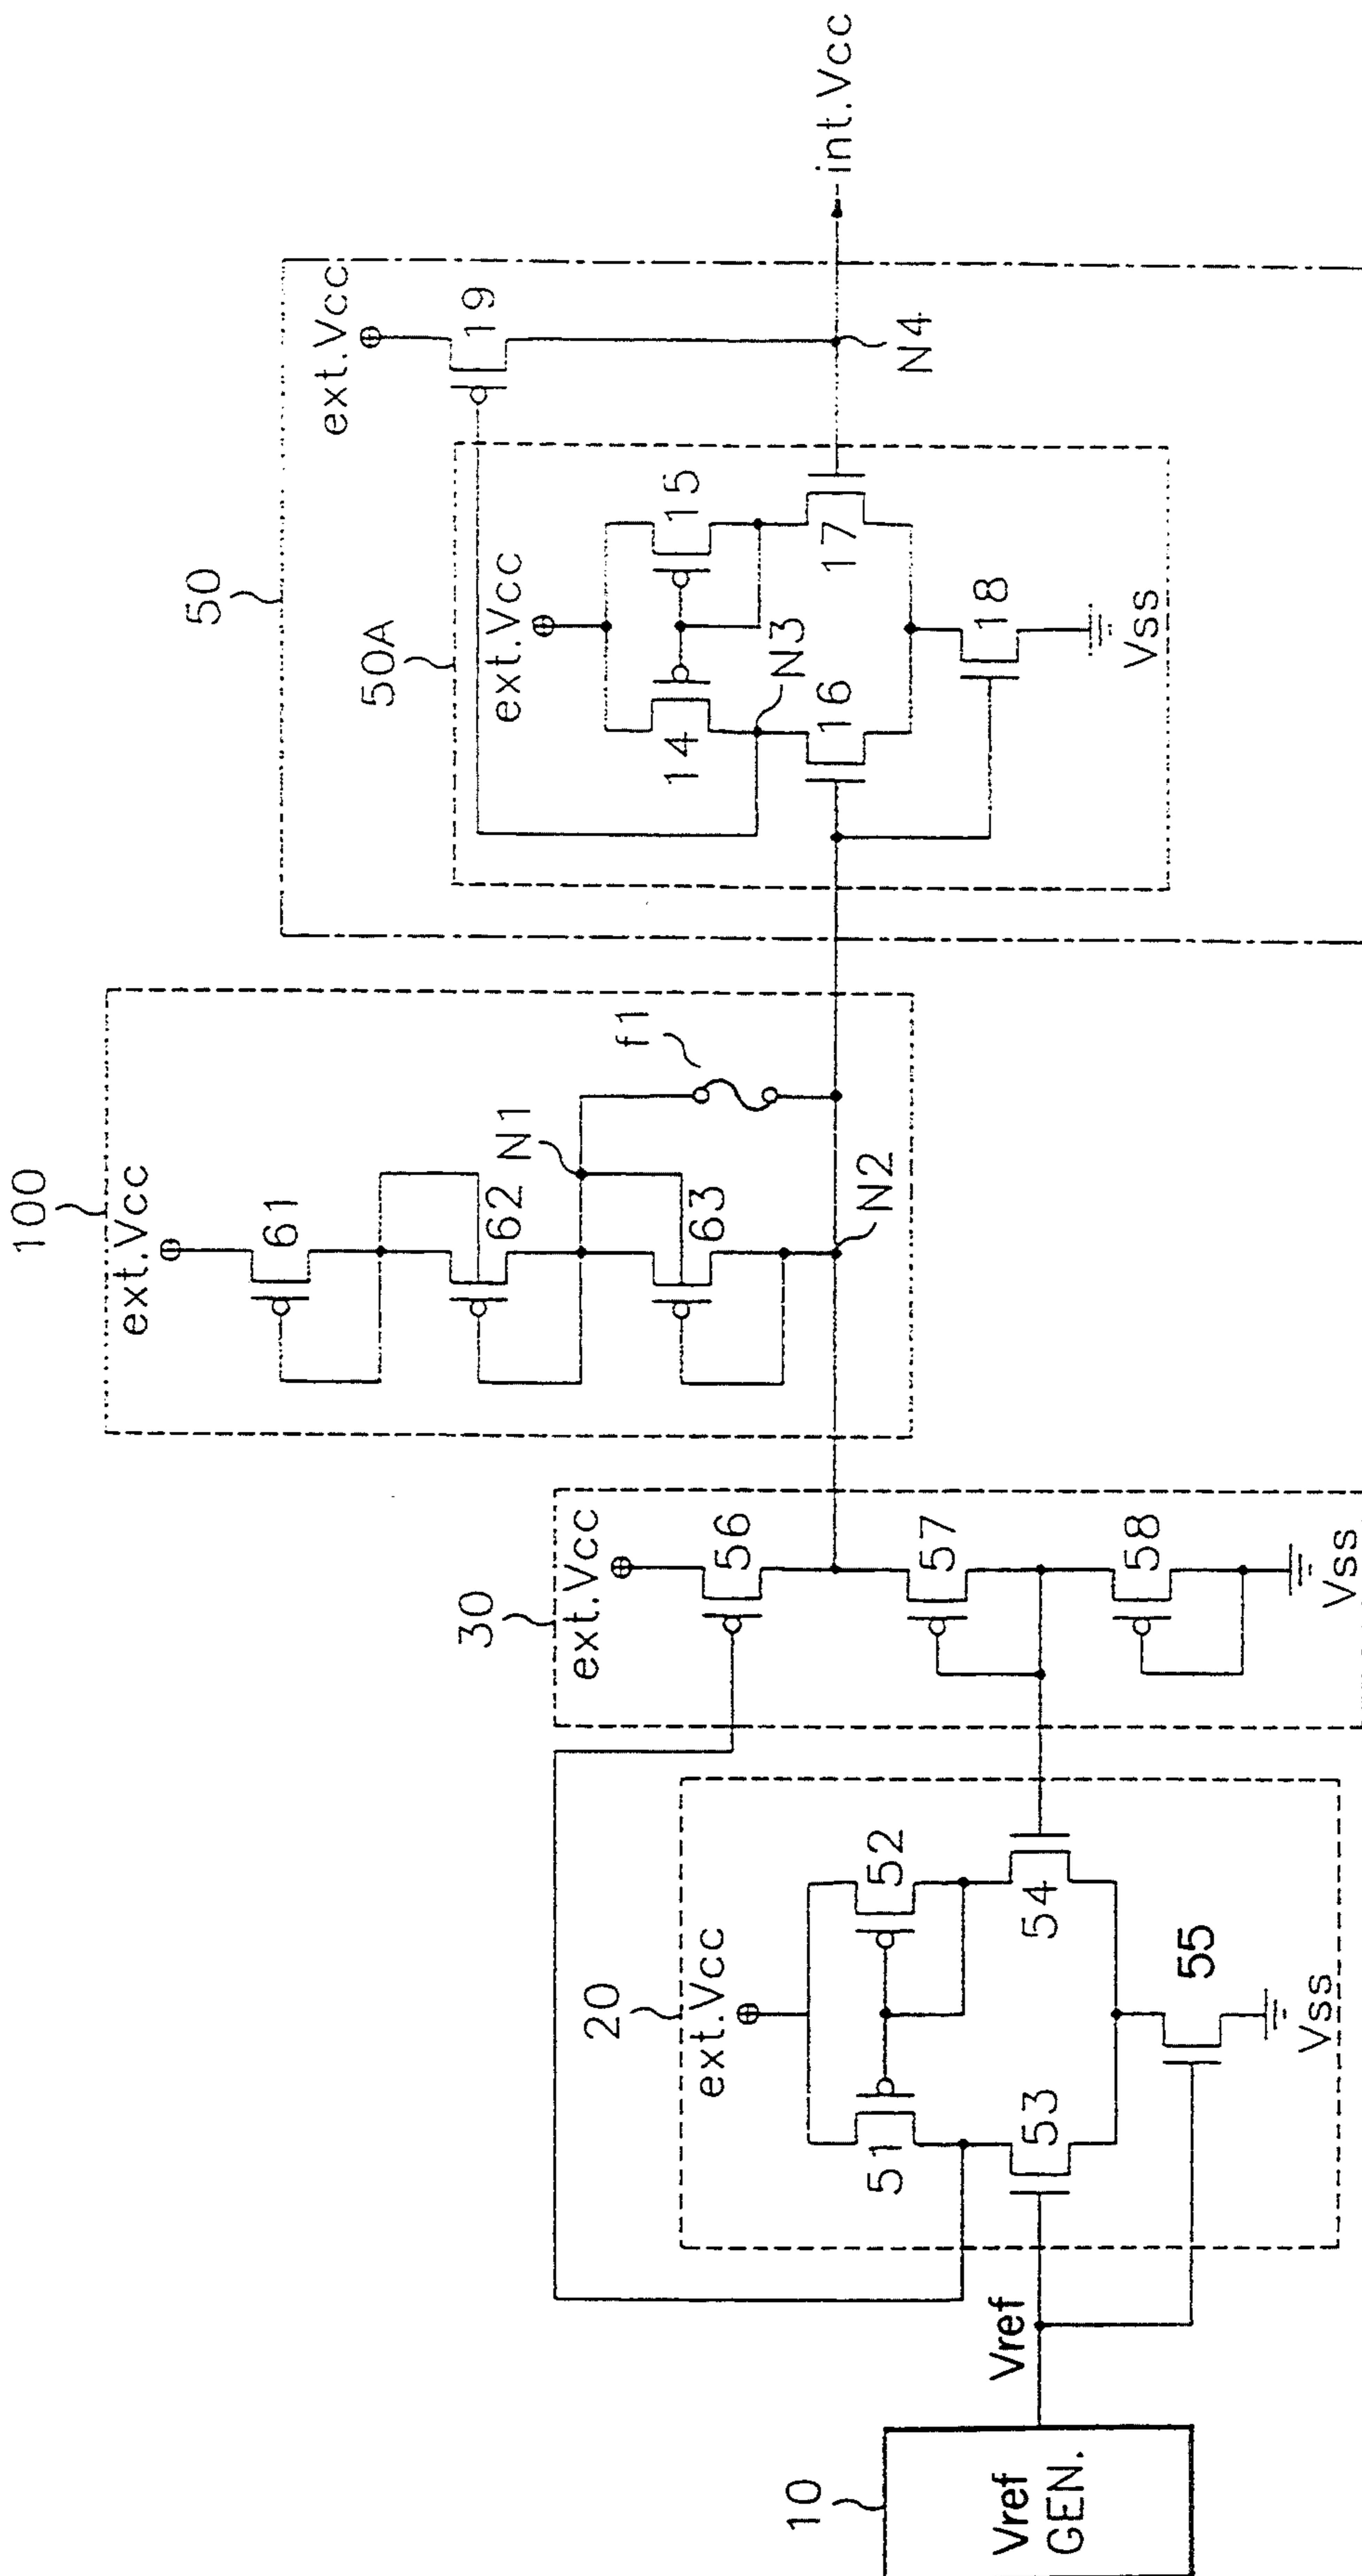 10
Vref
GEN.
Vref
20
ext.Vcc
51
52
53
54
55
Vss
30
ext.Vcc
56
57
58
Vss
100
ext.Vcc
61
62
63
N1
f1
N2
50
50A
ext.Vcc
14
15
N3
16
17
18
Vss
ext.Vcc
19
N4
int.Vcc